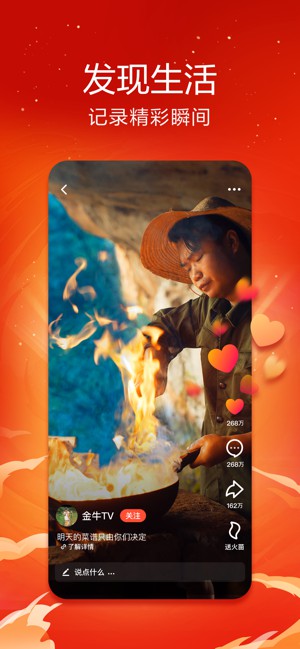 发现生活
记录精彩瞬间
268万
268万
162万
金牛TV
关注
送火苗
明天的菜谱只由你们决定
了解详情
说点什么 ...